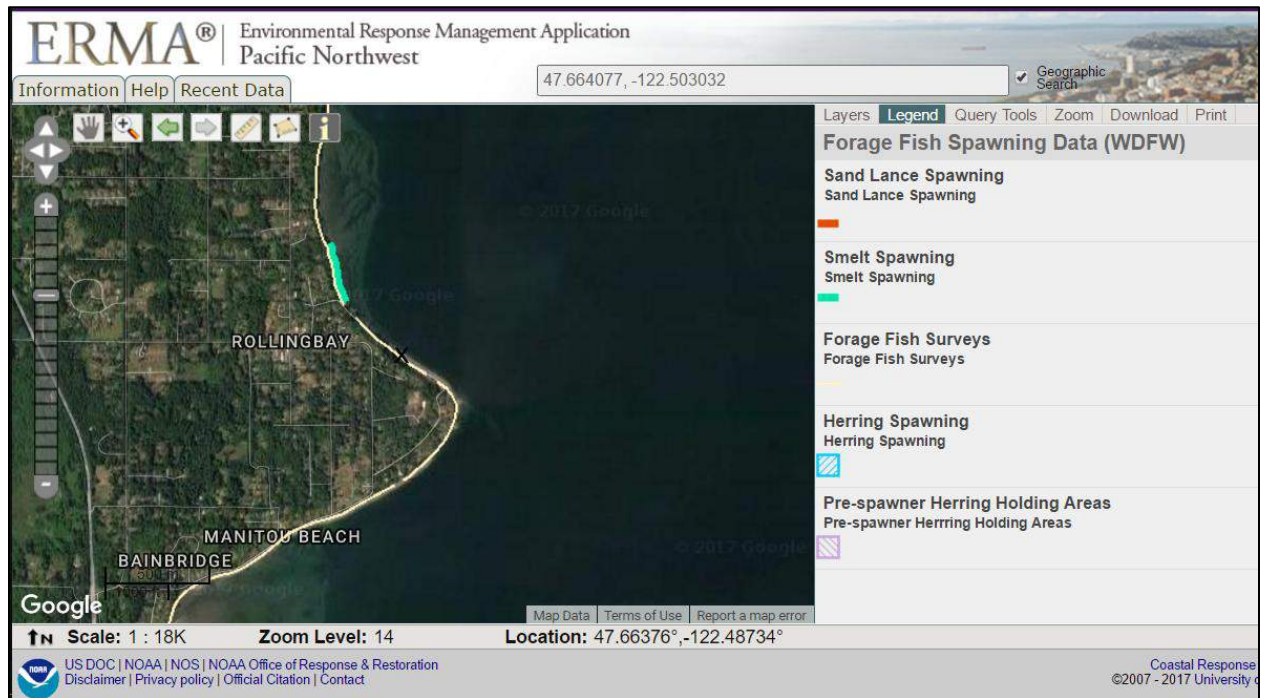 ERMA® Environmental Response Management Application
Pacific Northwest
47.664077, -122.503032
Geographic
Search
Information Help Recent Data
Layers Legend Query Tools Zoom Download Print
Forage Fish Spawning Data (WDFW)
Sand Lance Spawning
Sand Lance Spawning
Smelt Spawning
Smelt Spawning
Forage Fish Surveys
Forage Fish Surveys
Herring Spawning
Herring Spawning
Pre-spawner Herring Holding Areas
Pre-spawner Herrring Holding Areas
© 2017 Google
2017 Google
ROLLINGBAY
X
MANITOU BEACH
© 2017 Google
BAINBRIDGE
Google
Map Data Terms of Use Report a map error
N Scale: 1 : 18K Zoom Level: 14 Location: 47.66376°,-122.48734°
NOAA
US DOC | NOAA | NOS | NOAA Office of Response & Restoration
Disclaimer | Privacy policy | Official Citation | Contact
Coastal Response
©2007 - 2017 University